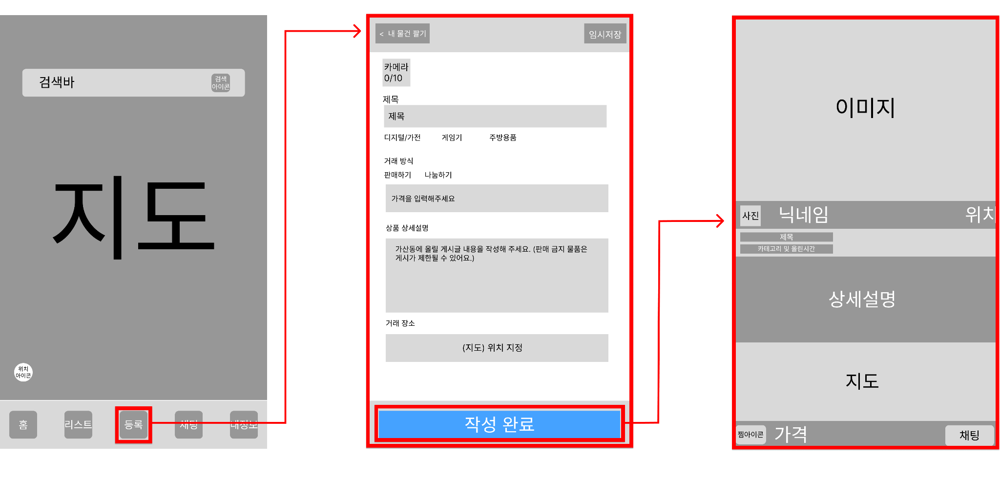 검색바
검색
아이콘
지도
위치
아이콘
홈
리스트
등록
채팅
내정보
< 내 물건 팔기
임시저장
카메라
0/10
제목
제목
디지털/가전 게임기 주방용품
거래 방식
판매하기 나눔하기
가격을 입력해주세요
상품 상세설명
가산동에 올릴 게시글 내용을 작성해 주세요. (판매 금지 물품은
게시가 제한될 수 있어요.)
거래 장소
(지도) 위치 지정
작성 완료
이미지
사진
닉네임
위치
제목
카테고리 및 올린시간
상세설명
지도
찜아이콘
가격
채팅